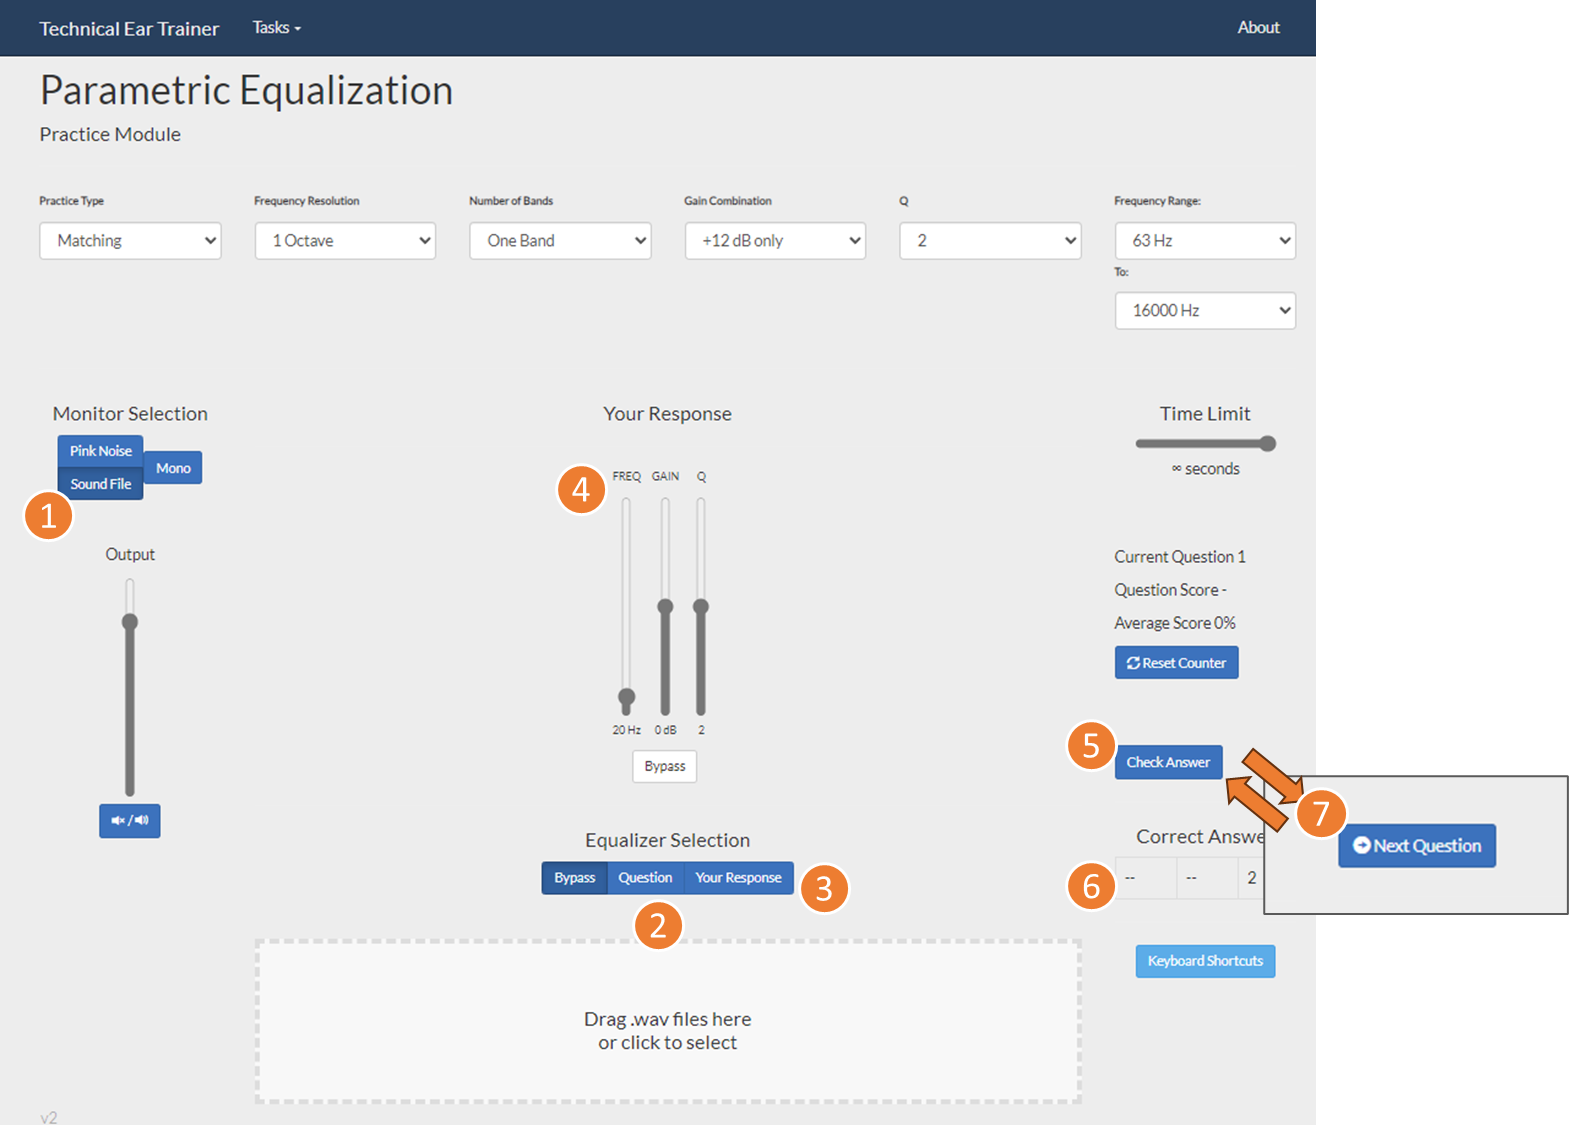 Technical Ear Trainer Tasks About
Parametric Equalization
Practice Module
Practice Type Frequency Resolution Number of Bands Gain Combination Q Frequency Range:
Matching 1 Octave One Band +12 dB only 2 63 Hz
To:
16000 Hz
Monitor Selection Your Response Time Limit
Pink Noise
Mono
Sound File
∞ seconds
1
4
FREQ GAIN Q
Output
Current Question 1
Question Score -
Average Score 0%
Reset Counter
20 Hz 0 dB 2
Bypass
5
Check Answer
7
Next Question
Equalizer Selection
Correct Answe
Bypass Question Your Response
3
2
6
-- -- 2
Keyboard Shortcuts
Drag .wav files here
or click to select
v2